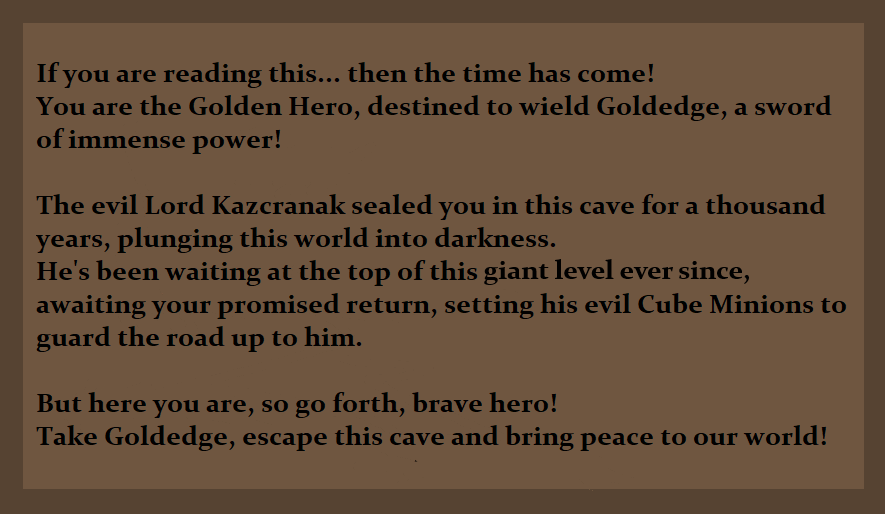 If you are reading this... then the time has come!
You are the Golden Hero, destined to wield Goldedge, a sword
of immense power!
The evil Lord Kazcranak sealed you in this cave for a thousand
years, plunging this world into darkness.
He's been waiting at the top of this giant level ever since,
awaiting your promised return, setting his evil Cube Minions to
guard the road up to him.
But here you are, so go forth, brave hero!
Take Goldedge, escape this cave and bring peace to our world!